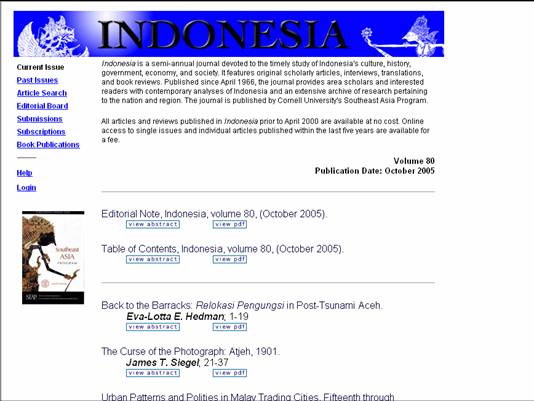 INDONESIA
Current Issue
Past Issues
Article Search
Editorial Board
Submissions
Subscriptions
Book Publications
Help
Login
Southeast
ASIA
PROGRAM
SEAP
Indonesia is a semi-annual journal devoted to the timely study of Indonesia's culture, history,
government, economy, and society. It features original scholarly articles, interviews, translations,
and book reviews. Published since April 1966, the journal provides area scholars and interested
readers with contemporary analyses of Indonesia and an extensive archive of research pertaining
to the nation and region. The journal is published by Cornell University's Southeast Asia Program.
All articles and reviews published in Indonesia prior to April 2000 are available at no cost. Online
access to single issues and individual articles published within the last five years are available for
a fee.
Volume 80
Publication Date: October 2005
Editorial Note, Indonesia, volume 80, (October 2005).
view abstract view pdf
Table of Contents, Indonesia, volume 80, (October 2005).
view abstract view pdf
Back to the Barracks: Relokasi Pengungsi in Post-Tsunami Aceh.
Eva-Lotta E. Hedman; 1-19
view abstract view pdf
The Curse of the Photograph: Atjeh, 1901.
James T. Siegel; 21-37
view abstract view pdf
Urban Patterns and Polities in Malay Trading Cities, Fifteenth through